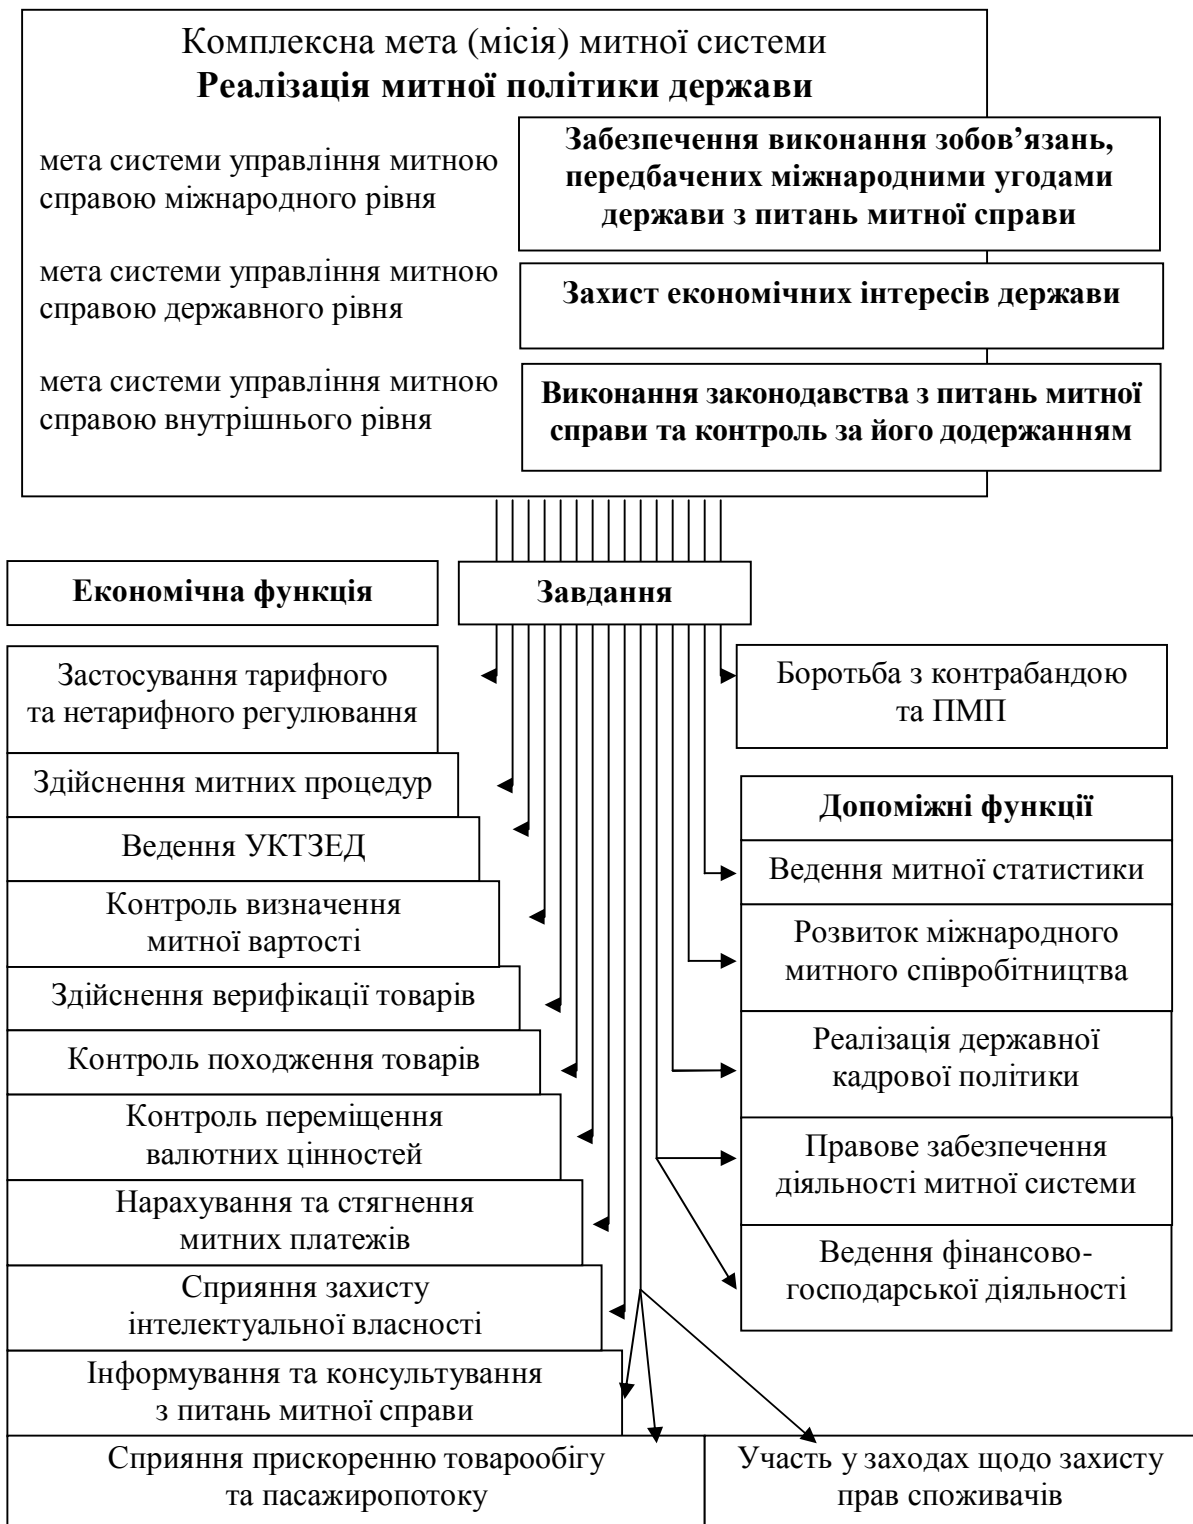 Комплексна мета (місія) митної системи
Реалізація митної політики держави
мета системи управління митною
справою міжнародного рівня
Забезпечення виконання зобов’язань,
передбачених міжнародними угодами
держави з питань митної справи
мета системи управління митною
справою державного рівня
Захист економічних інтересів держави
мета системи управління митною
справою внутрішнього рівня
Виконання законодавства з питань митної
справи та контроль за його додержанням
Економічна функція
Завдання
Застосування тарифного
та нетарифного регулювання
Здійснення митних процедур
Ведення УКТЗЕД
Контроль визначення
митної вартості
Здійснення верифікації товарів
Контроль походження товарів
Контроль переміщення
валютних цінностей
Нарахування та стягнення
митних платежів
Сприяння захисту
інтелектуальної власності
Інформування та консультування
з питань митної справи
Сприяння прискоренню товарообігу
та пасажиропотоку
Боротьба з контрабандою
та ПМП
Допоміжні функції
Ведення митної статистики
Розвиток міжнародного
митного співробітництва
Реалізація державної
кадрової політики
Правове забезпечення
діяльності митної системи
Ведення фінансово-
господарської діяльності
Участь у заходах щодо захисту
прав споживачів